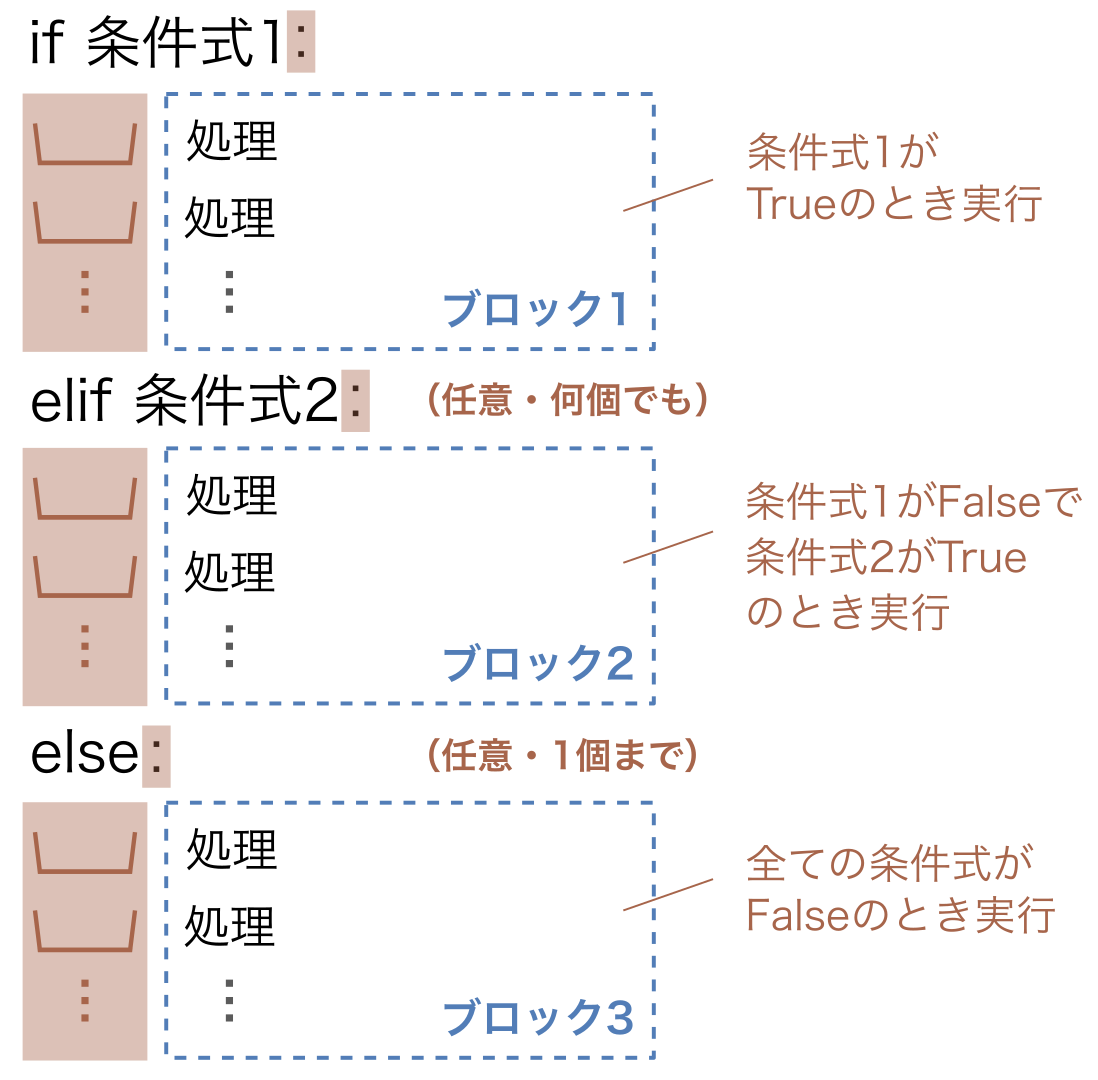 if 条件式1:
処理
処理
⋮
ブロック1
条件式1が
Trueのとき実行
elif 条件式2:
（任意・何個でも）
処理
処理
⋮
ブロック2
条件式1がFalseで
条件式2がTrue
のとき実行
else:
（任意・1個まで）
処理
処理
⋮
ブロック3
全ての条件式が
Falseのとき実行